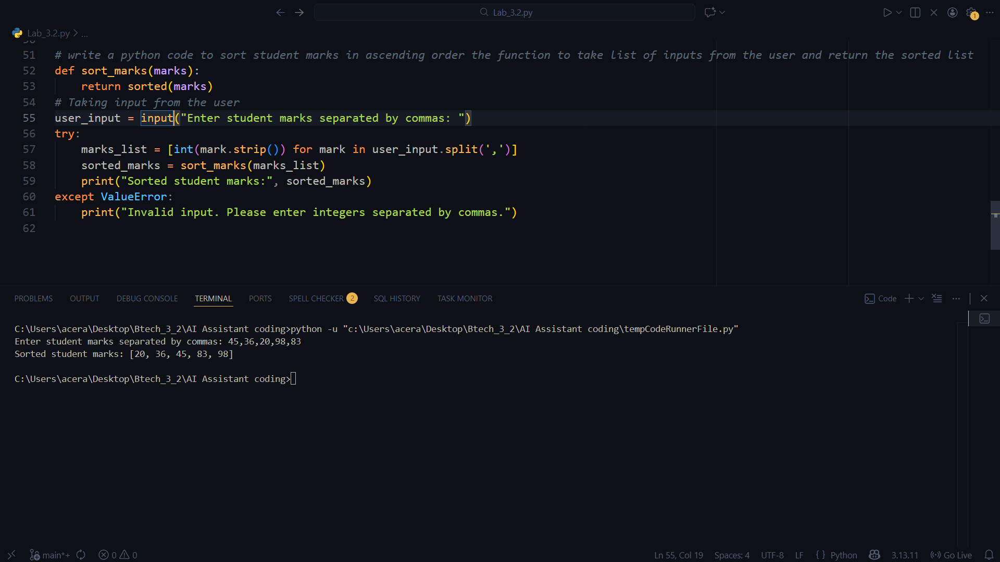 Lab_3.2.py
1
Lab_3.2.py > ...
51 # write a python code to sort student marks in ascending order the function to take list of inputs from the user and return the sorted list
52 def sort_marks(marks):
53 return sorted(marks)
54 # Taking input from the user
55 user_input = input("Enter student marks separated by commas: ")
56 try:
57 marks_list = [int(mark.strip()) for mark in user_input.split(',')]
58 sorted_marks = sort_marks(marks_list)
59 print("Sorted student marks:", sorted_marks)
60 except ValueError:
61 print("Invalid input. Please enter integers separated by commas.")
62
PROBLEMS OUTPUT DEBUG CONSOLE TERMINAL PORTS SPELL CHECKER 2 SQL HISTORY TASK MONITOR Code
C:\Users\acera\Desktop\Btech_3_2\AI Assistant coding>python -u "c:\Users\acera\Desktop\Btech_3_2\AI Assistant coding\tempCodeRunnerFile.py"
Enter student marks separated by commas: 45,36,20,98,83
Sorted student marks: [20, 36, 45, 83, 98]
C:\Users\acera\Desktop\Btech_3_2\AI Assistant coding>
main*+ 0 0 Ln 55, Col 19 Spaces: 4 UTF-8 LF { } Python 3.13.11 Go Live